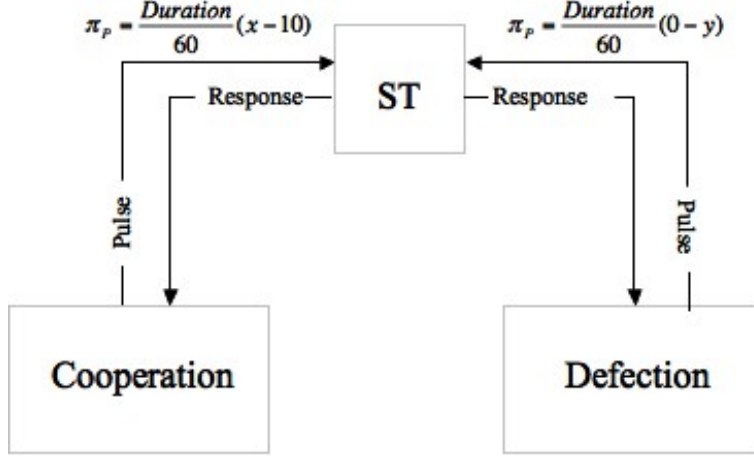 π_P = Duration/60 (x − 10)
π_P = Duration/60 (0 − y)
Response
ST
Response
Pulse
Pulse
Cooperation
Defection